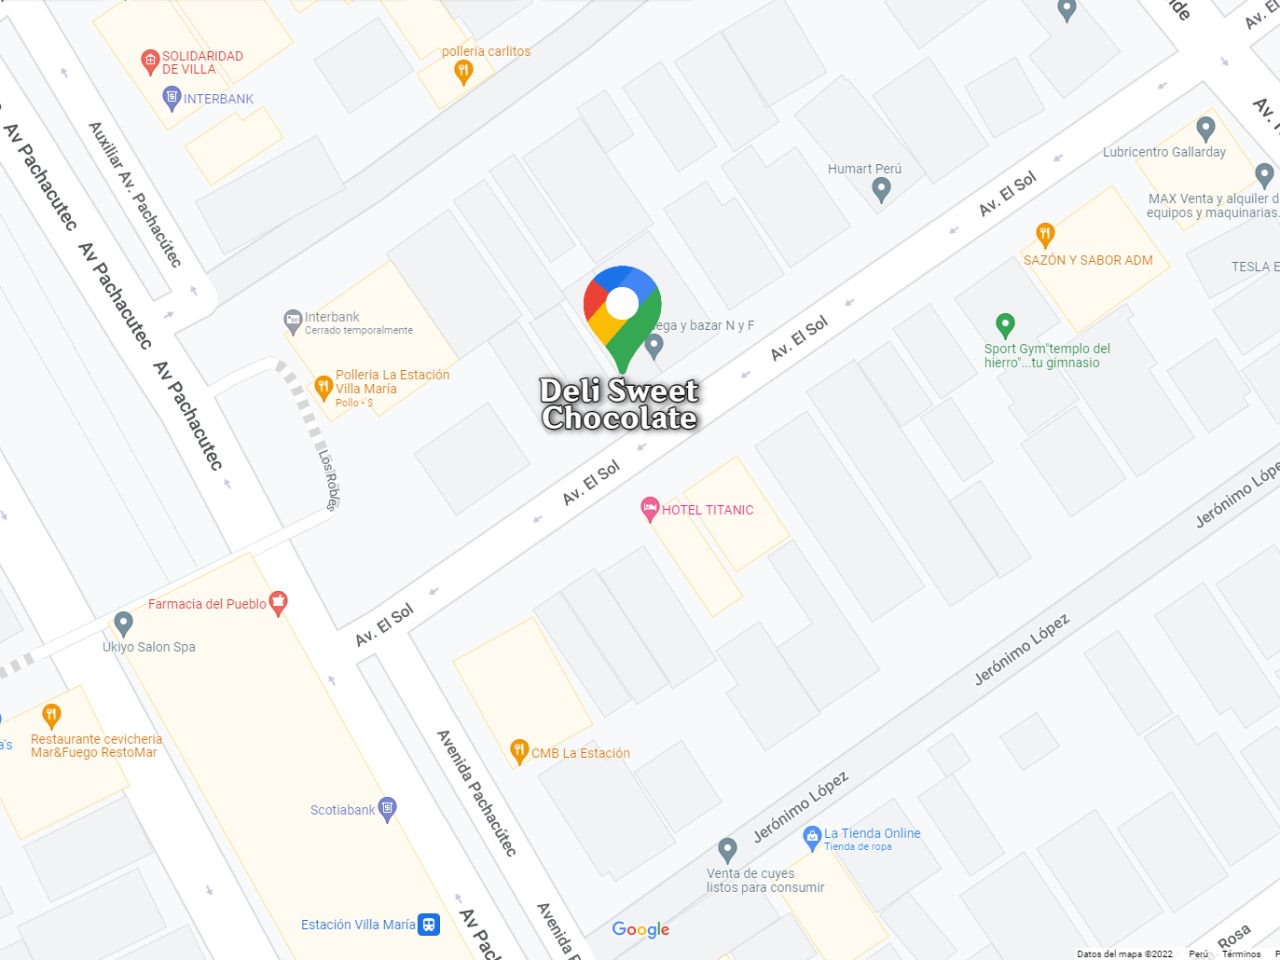 SOLIDARIDAD
DE VILLA
INTERBANK
polleria carlitos
Av Pachacutec
Auxiliar Av. Pachacútec
Av Pachacutec
Av Pachacutec
Humart Perú
Lubricentro Gallarday
MAX Venta y alquiler d
equipos y maquinarias.
Av. El Sol
SAZÓN Y SABOR ADM
TESLA E
Interbank
Cerrado temporalmente
ega y bazar N y F
Av. El Sol
Sport Gym"templo del
hierro"...tu gimnasio
Polleria La Estación
Villa María
Pollo • $
Deli Sweet
Chocolate
Los Robles
Av. El Sol
HOTEL TITANIC
Jerónimo López
Farmacia del Pueblo
Av. El Sol
Ukiyo Salon Spa
Jerónimo López
a's
Restaurante cevicheria
Mar&Fuego RestoMar
CMB La Estación
Avenida Pachacútec
Scotiabank
Jerónimo López
La Tienda Online
Tienda de ropa
Venta de cuyes
listos para consumir
Estación Villa María
Av Pac
Avenida P
Google
Rosa
Datos del mapa ©2022 Perú Términos